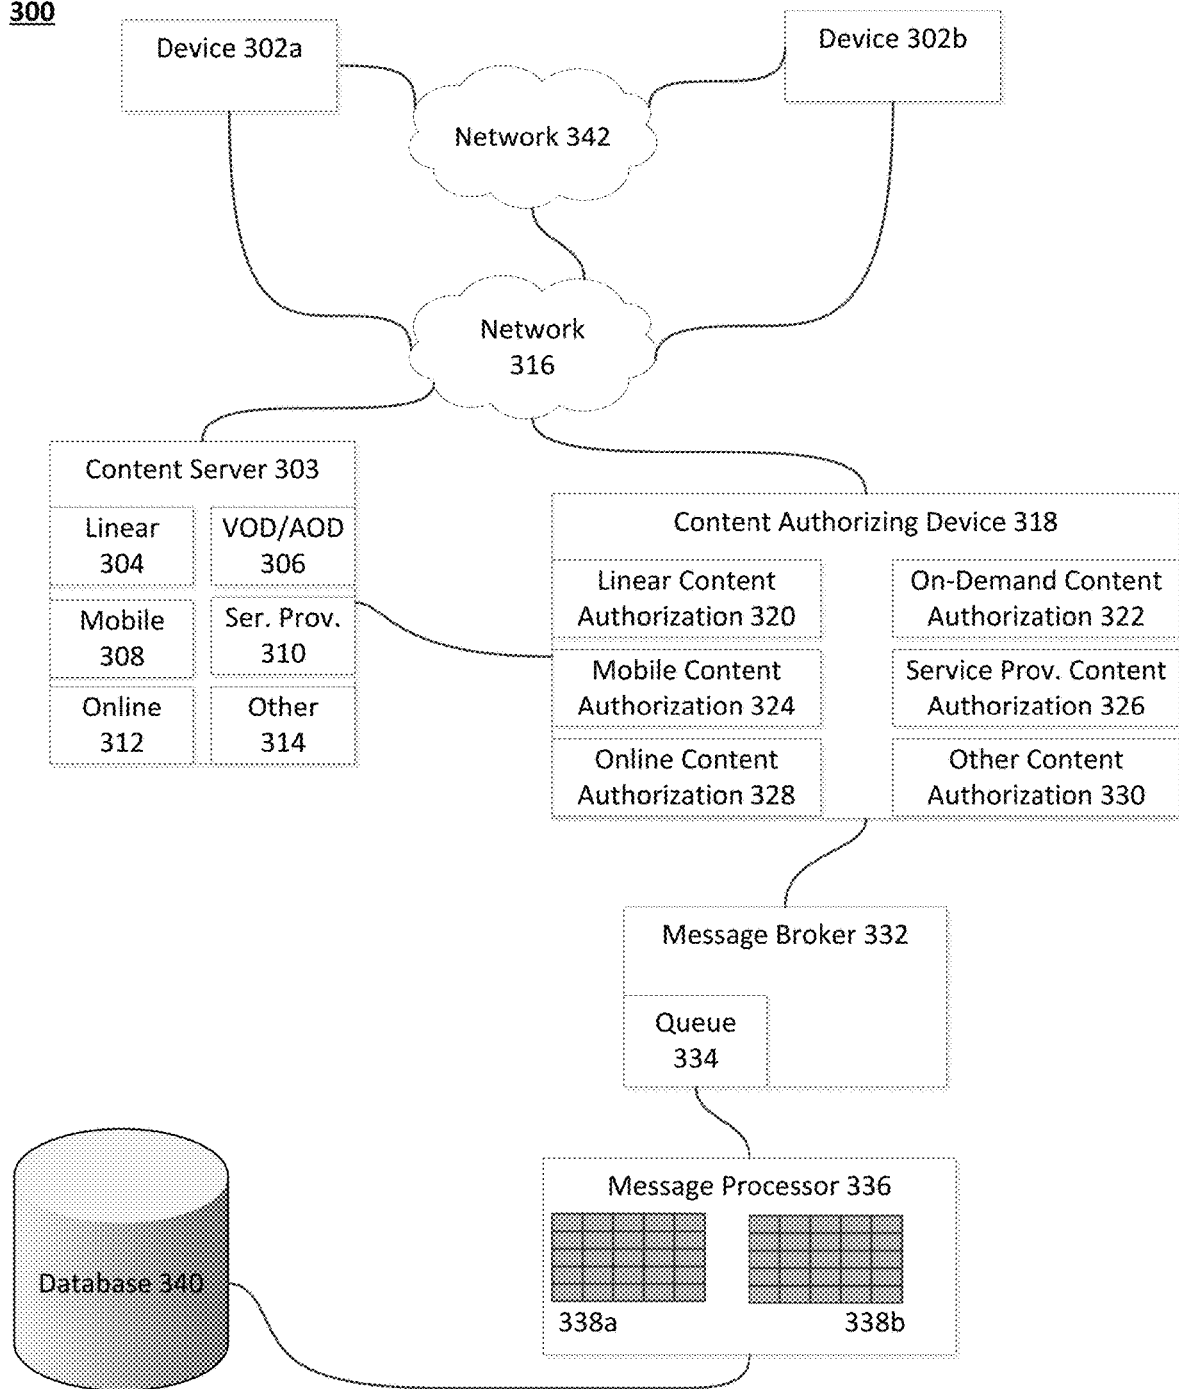 300
Device 302a
Device 302b
Network 342
Network
316
Content Server 303
Linear
304
VOD/AOD
306
Mobile
308
Ser. Prov.
310
Online
312
Other
314
Content Authorizing Device 318
Linear Content
Authorization 320
On-Demand Content
Authorization 322
Mobile Content
Authorization 324
Service Prov. Content
Authorization 326
Online Content
Authorization 328
Other Content
Authorization 330
Message Broker 332
Queue
334
Message Processor 336
338a
338b
Database 340